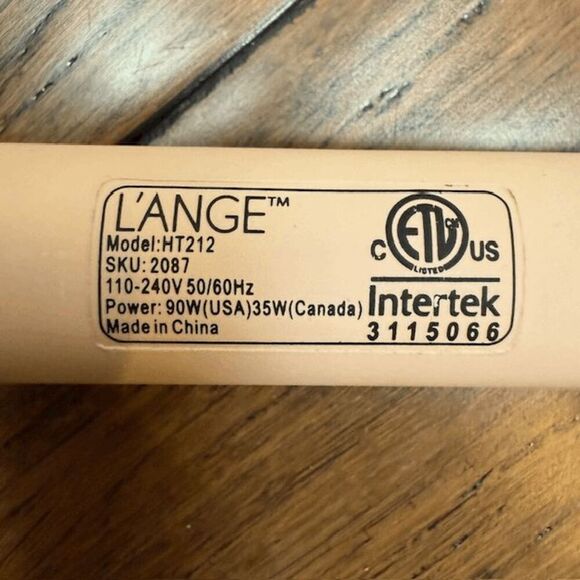 L'ANGE™
Model:HT212
SKU: 2087
110-240V 50/60Hz
Power: 90W(USA)35W(Canada)
Made in China
ETL CM
C US
LISTED
Intertek
3115066